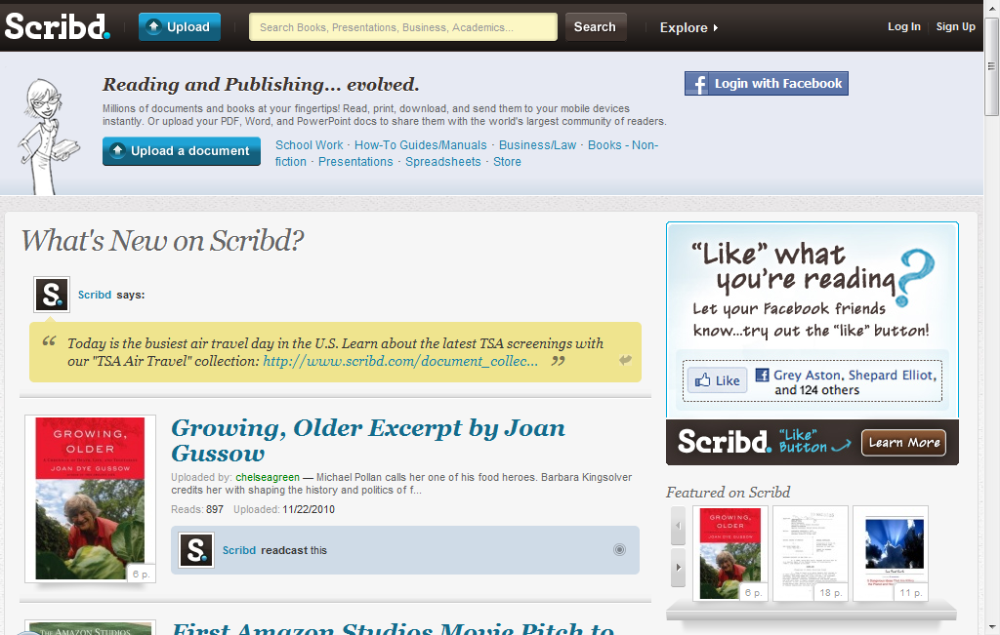 Scribd.
Upload
Search Books, Presentations, Business, Academics...
Search
Explore
Log In
Sign Up
Reading and Publishing... evolved.
Millions of documents and books at your fingertips! Read, print, download, and send them to your mobile devices
instantly. Or upload your PDF, Word, and PowerPoint docs to share them with the world's largest community of readers.
Upload a document
School Work · How-To Guides/Manuals · Business/Law · Books - Non-
fiction · Presentations · Spreadsheets · Store
f Login with Facebook
What's New on Scribd?
S.
Scribd says:
“ Today is the busiest air travel day in the U.S. Learn about the latest TSA screenings with
our "TSA Air Travel" collection: http://www.scribd.com/document_collec... ”
GROWING,
OLDER
JOAN DYE GUSSOW
6 p.
Growing, Older Excerpt by Joan
Gussow
Uploaded by: chelseagreen — Michael Pollan calls her one of his food heroes. Barbara Kingsolver
credits her with shaping the history and politics of f...
Reads: 897 Uploaded: 11/22/2010
S.
Scribd readcast this
THE AMAZON STUDIOS
First Amazon Studios Movie Pitch to
“Like” what
you're reading?
Let your Facebook friends
know...try out the “like” button!
Like
f Grey Aston, Shepard Elliot,
and 124 others
Scribd. “Like”
Button
Learn More
Featured on Scribd
GROWING,
OLDER
JOAN DYE GUSSOW
6 p.
18 p.
11 p.